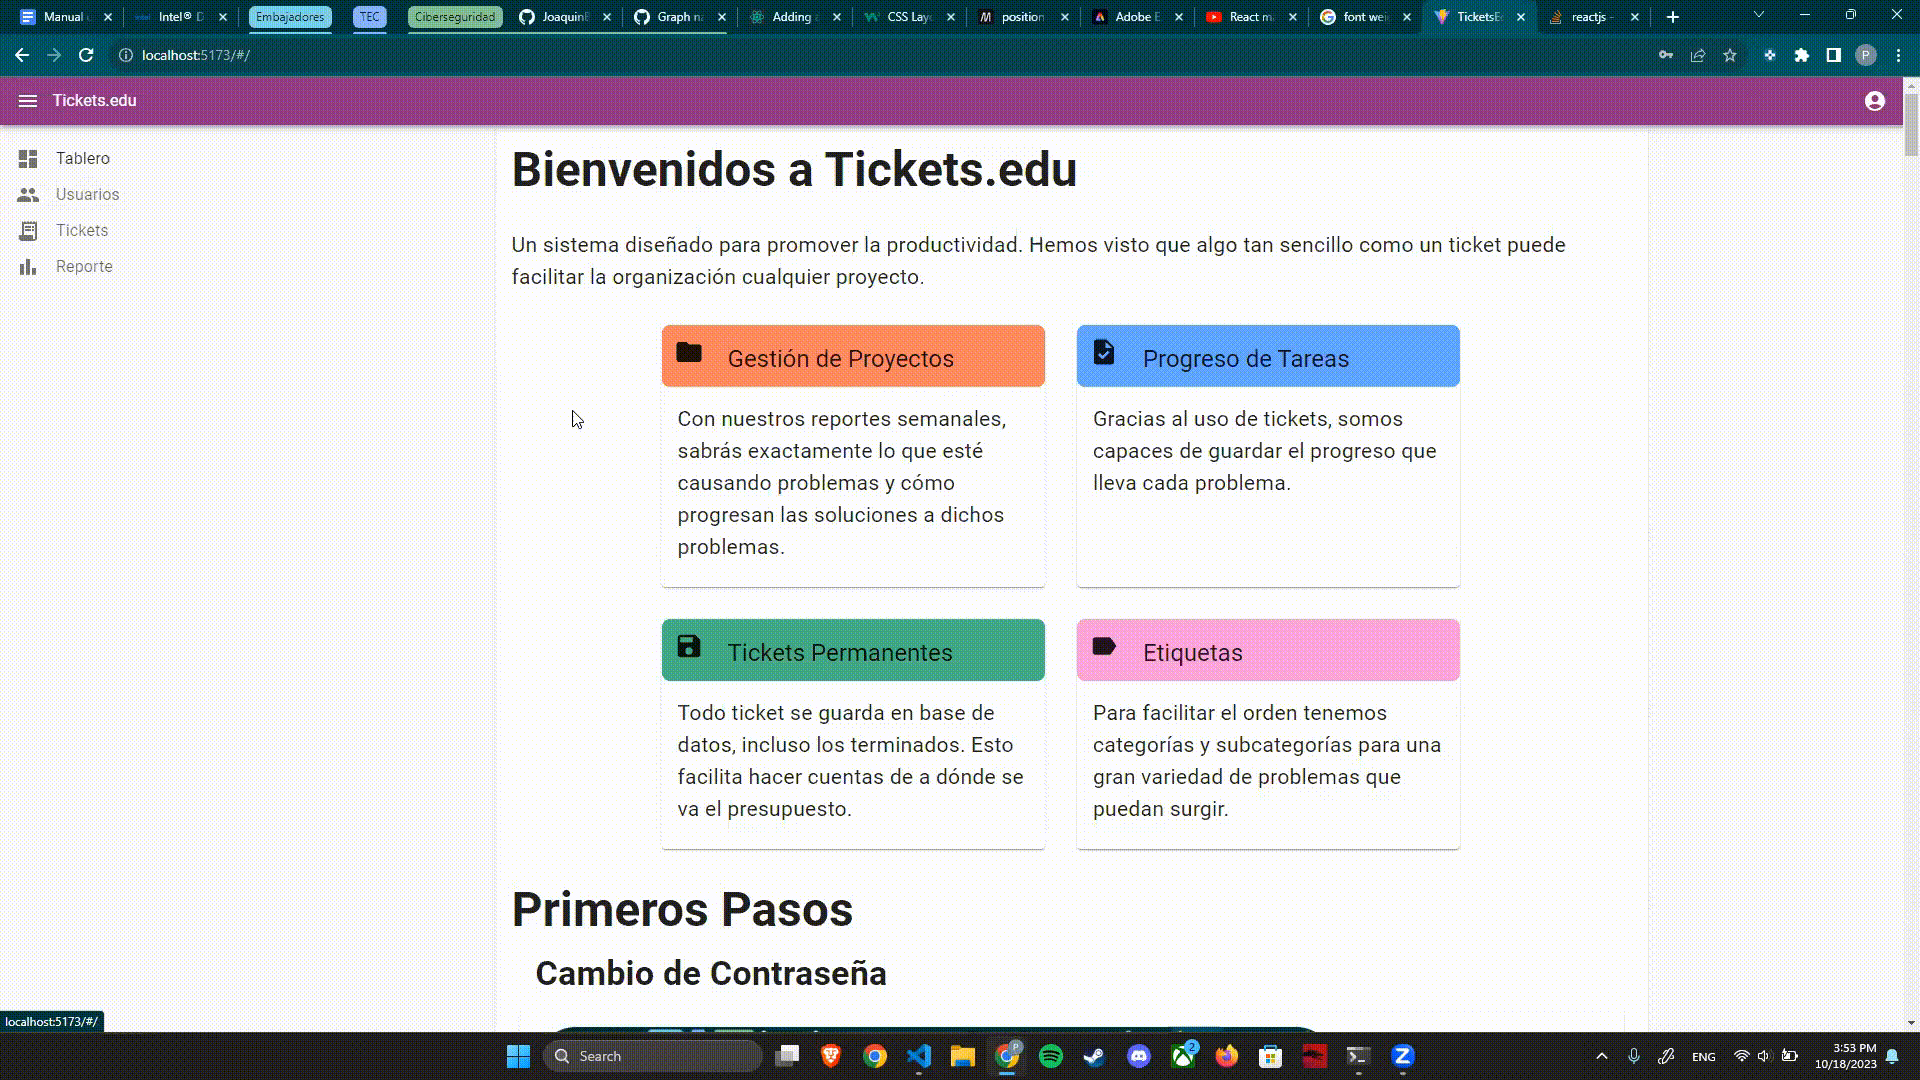 Manual
Intel® D
Embajadores
TEC
Ciberseguridad
Joaquin
Graph n
Adding
CSS Lay
position
Adobe E
React m
font wei
TicketsE
reactjs -
localhost:5173/#/
P
Tickets.edu
Tablero
Usuarios
Tickets
Reporte
Bienvenidos a Tickets.edu
Un sistema diseñado para promover la productividad. Hemos visto que algo tan sencillo como un ticket puede
facilitar la organización cualquier proyecto.
Gestión de Proyectos
Con nuestros reportes semanales,
sabrás exactamente lo que esté
causando problemas y cómo
progresan las soluciones a dichos
problemas.
Progreso de Tareas
Gracias al uso de tickets, somos
capaces de guardar el progreso que
lleva cada problema.
Tickets Permanentes
Todo ticket se guarda en base de
datos, incluso los terminados. Esto
facilita hacer cuentas de a dónde se
va el presupuesto.
Etiquetas
Para facilitar el orden tenemos
categorías y subcategorías para una
gran variedad de problemas que
puedan surgir.
Primeros Pasos
Cambio de Contraseña
localhost:5173/#/
Search
P
2
ENG
3:53 PM
10/18/2023